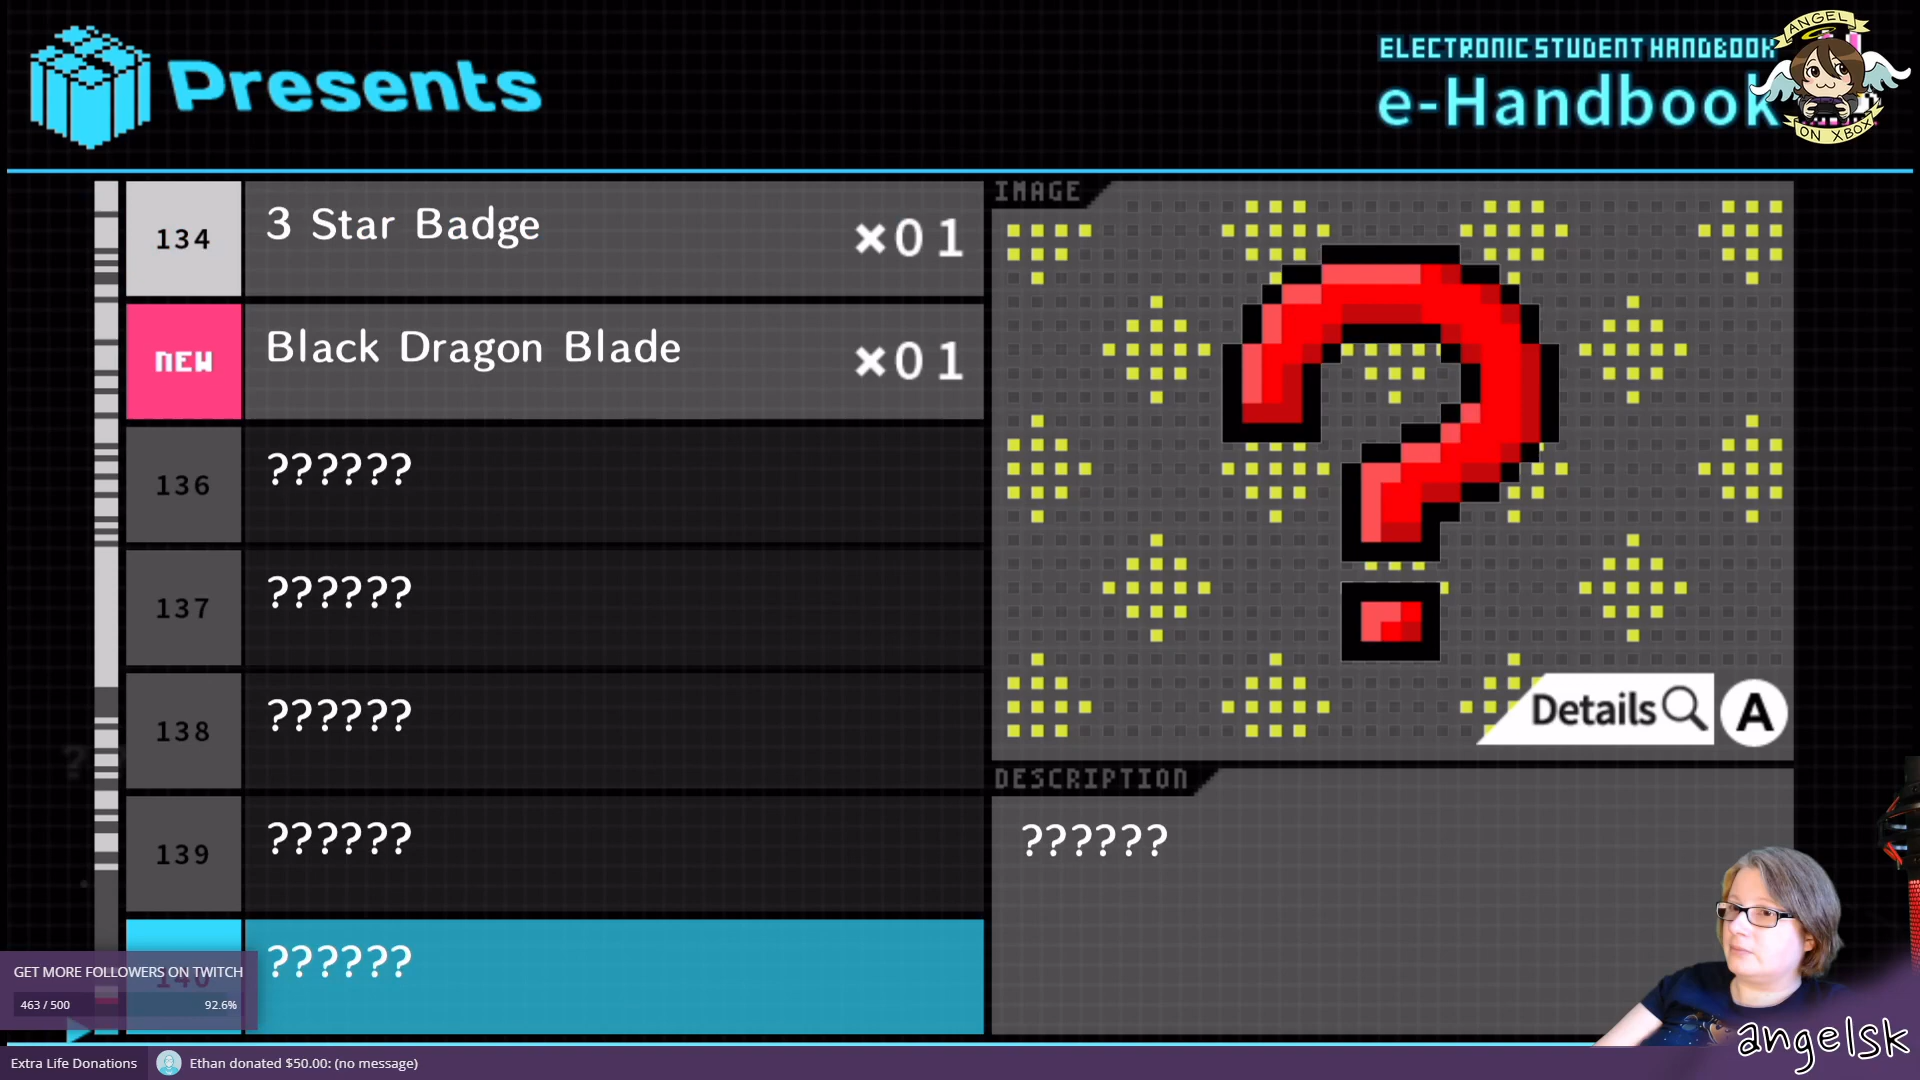 Presents
ELECTRONIC STUDENT HANDBOOK
e-Handbook
ANGEL
ON XBOX
134
3 Star Badge
×01
NEW
Black Dragon Blade
×01
136
??????
137
??????
138
??????
139
??????
140
??????
IMAGE
Details
A
DESCRIPTION
??????
GET MORE FOLLOWERS ON TWITCH
463 / 500
92.6%
angelsk
Extra Life Donations
Ethan donated $50.00: (no message)